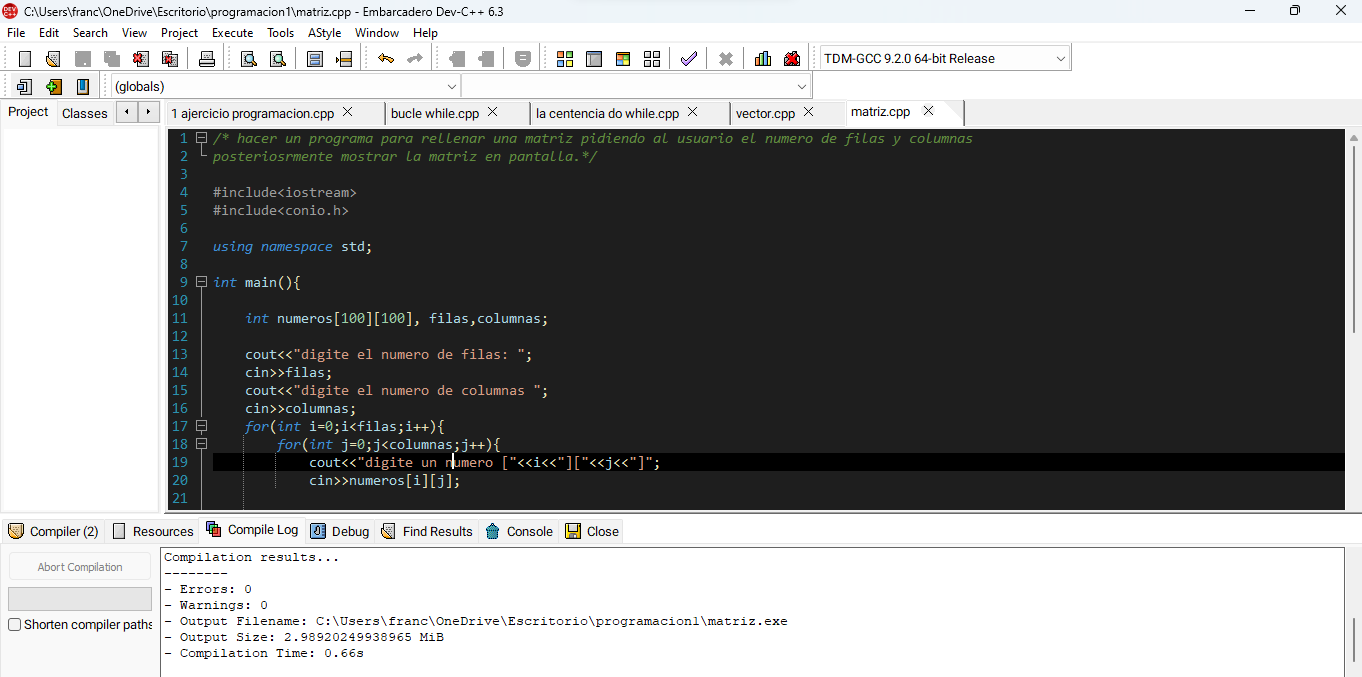 C:\Users\franc\OneDrive\Escritorio\programacion1\matriz.cpp - Embarcadero Dev-C++ 6.3
File Edit Search View Project Execute Tools AStyle Window Help
TDM-GCC 9.2.0 64-bit Release
(globals)
Project Classes 1 ajercicio programacion.cpp bucle while.cpp la centencia do while.cpp vector.cpp matriz.cpp
1 /* hacer un programa para rellenar una matriz pidiendo al usuario el numero de filas y columnas
2 posteriosrmente mostrar la matriz en pantalla.*/
3
4 #include<iostream>
5 #include<conio.h>
6
7 using namespace std;
8
9 int main(){
10
11 int numeros[100][100], filas,columnas;
12
13 cout<<"digite el numero de filas: ";
14 cin>>filas;
15 cout<<"digite el numero de columnas ";
16 cin>>columnas;
17 for(int i=0;i<filas;i++){
18 for(int j=0;j<columnas;j++){
19 cout<<"digite un numero ["<<i<<"]["<<j<<"]";
20 cin>>numeros[i][j];
21
Compiler (2) Resources Compile Log Debug Find Results Console Close
Abort Compilation
Shorten compiler paths
Compilation results...
--------
- Errors: 0
- Warnings: 0
- Output Filename: C:\Users\franc\OneDrive\Escritorio\programacion1\matriz.exe
- Output Size: 2.98920249938965 MiB
- Compilation Time: 0.66s